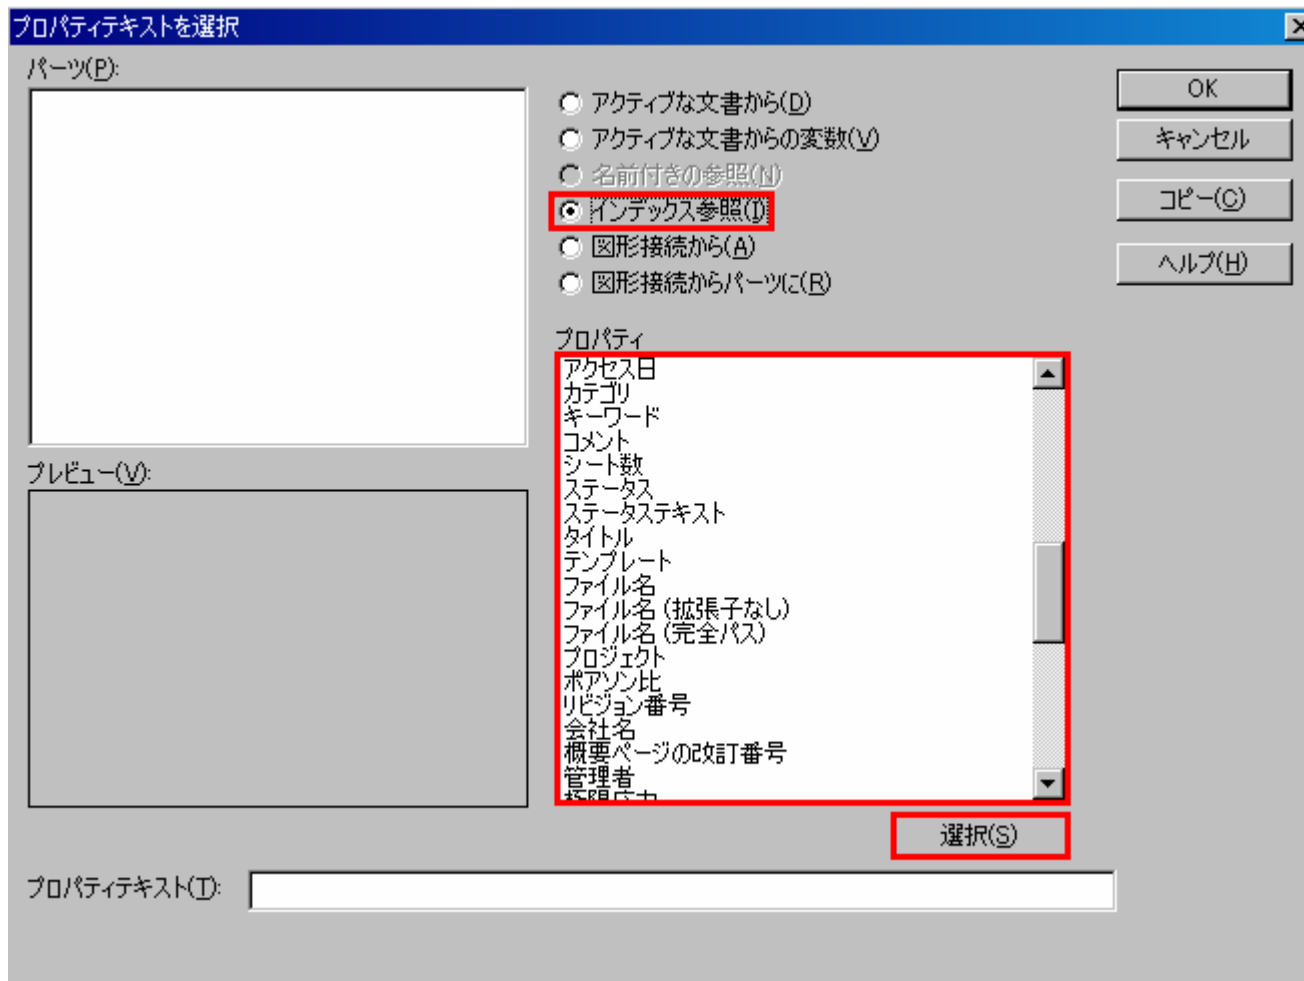 プロパティテキストを選択
パーツ(P):
アクティブな文書から(D)
アクティブな文書からの変数(V)
名前付きの参照(N)
インデックス参照(I)
図形接続から(A)
図形接続からパーツに(R)
OK
キャンセル
コピー(C)
ヘルプ(H)
プロパティ
アクセス日
カテゴリ
キーワード
コメント
シート数
ステータス
ステータステキスト
タイトル
テンプレート
ファイル名
ファイル名 (拡張子なし)
ファイル名 (完全パス)
プロジェクト
ポアソン比
リビジョン番号
会社名
概要ページの改訂番号
管理者
極限応力
プレビュー(V):
選択(S)
プロパティテキスト(T):